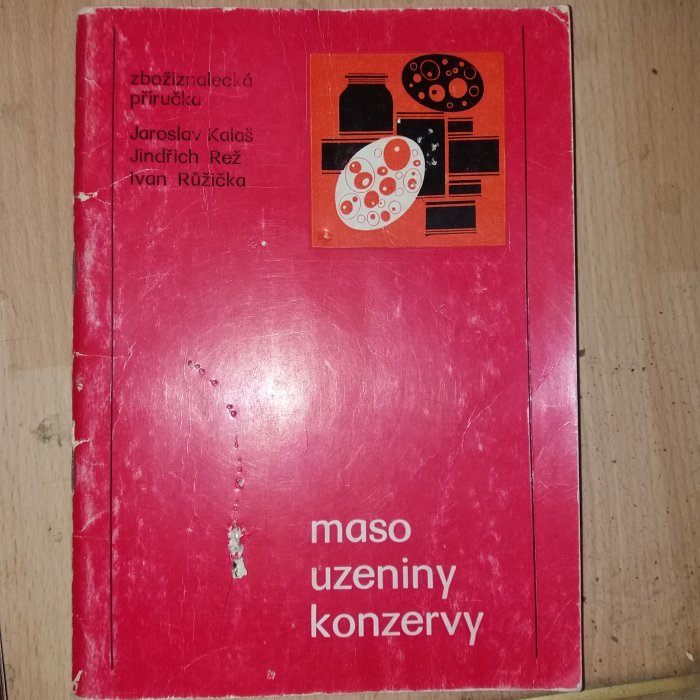 zbožíznalecká
příručka
Jaroslav Kalaš
Jindřich Rež
Ivan Růžička
maso
uzeniny
konzervy